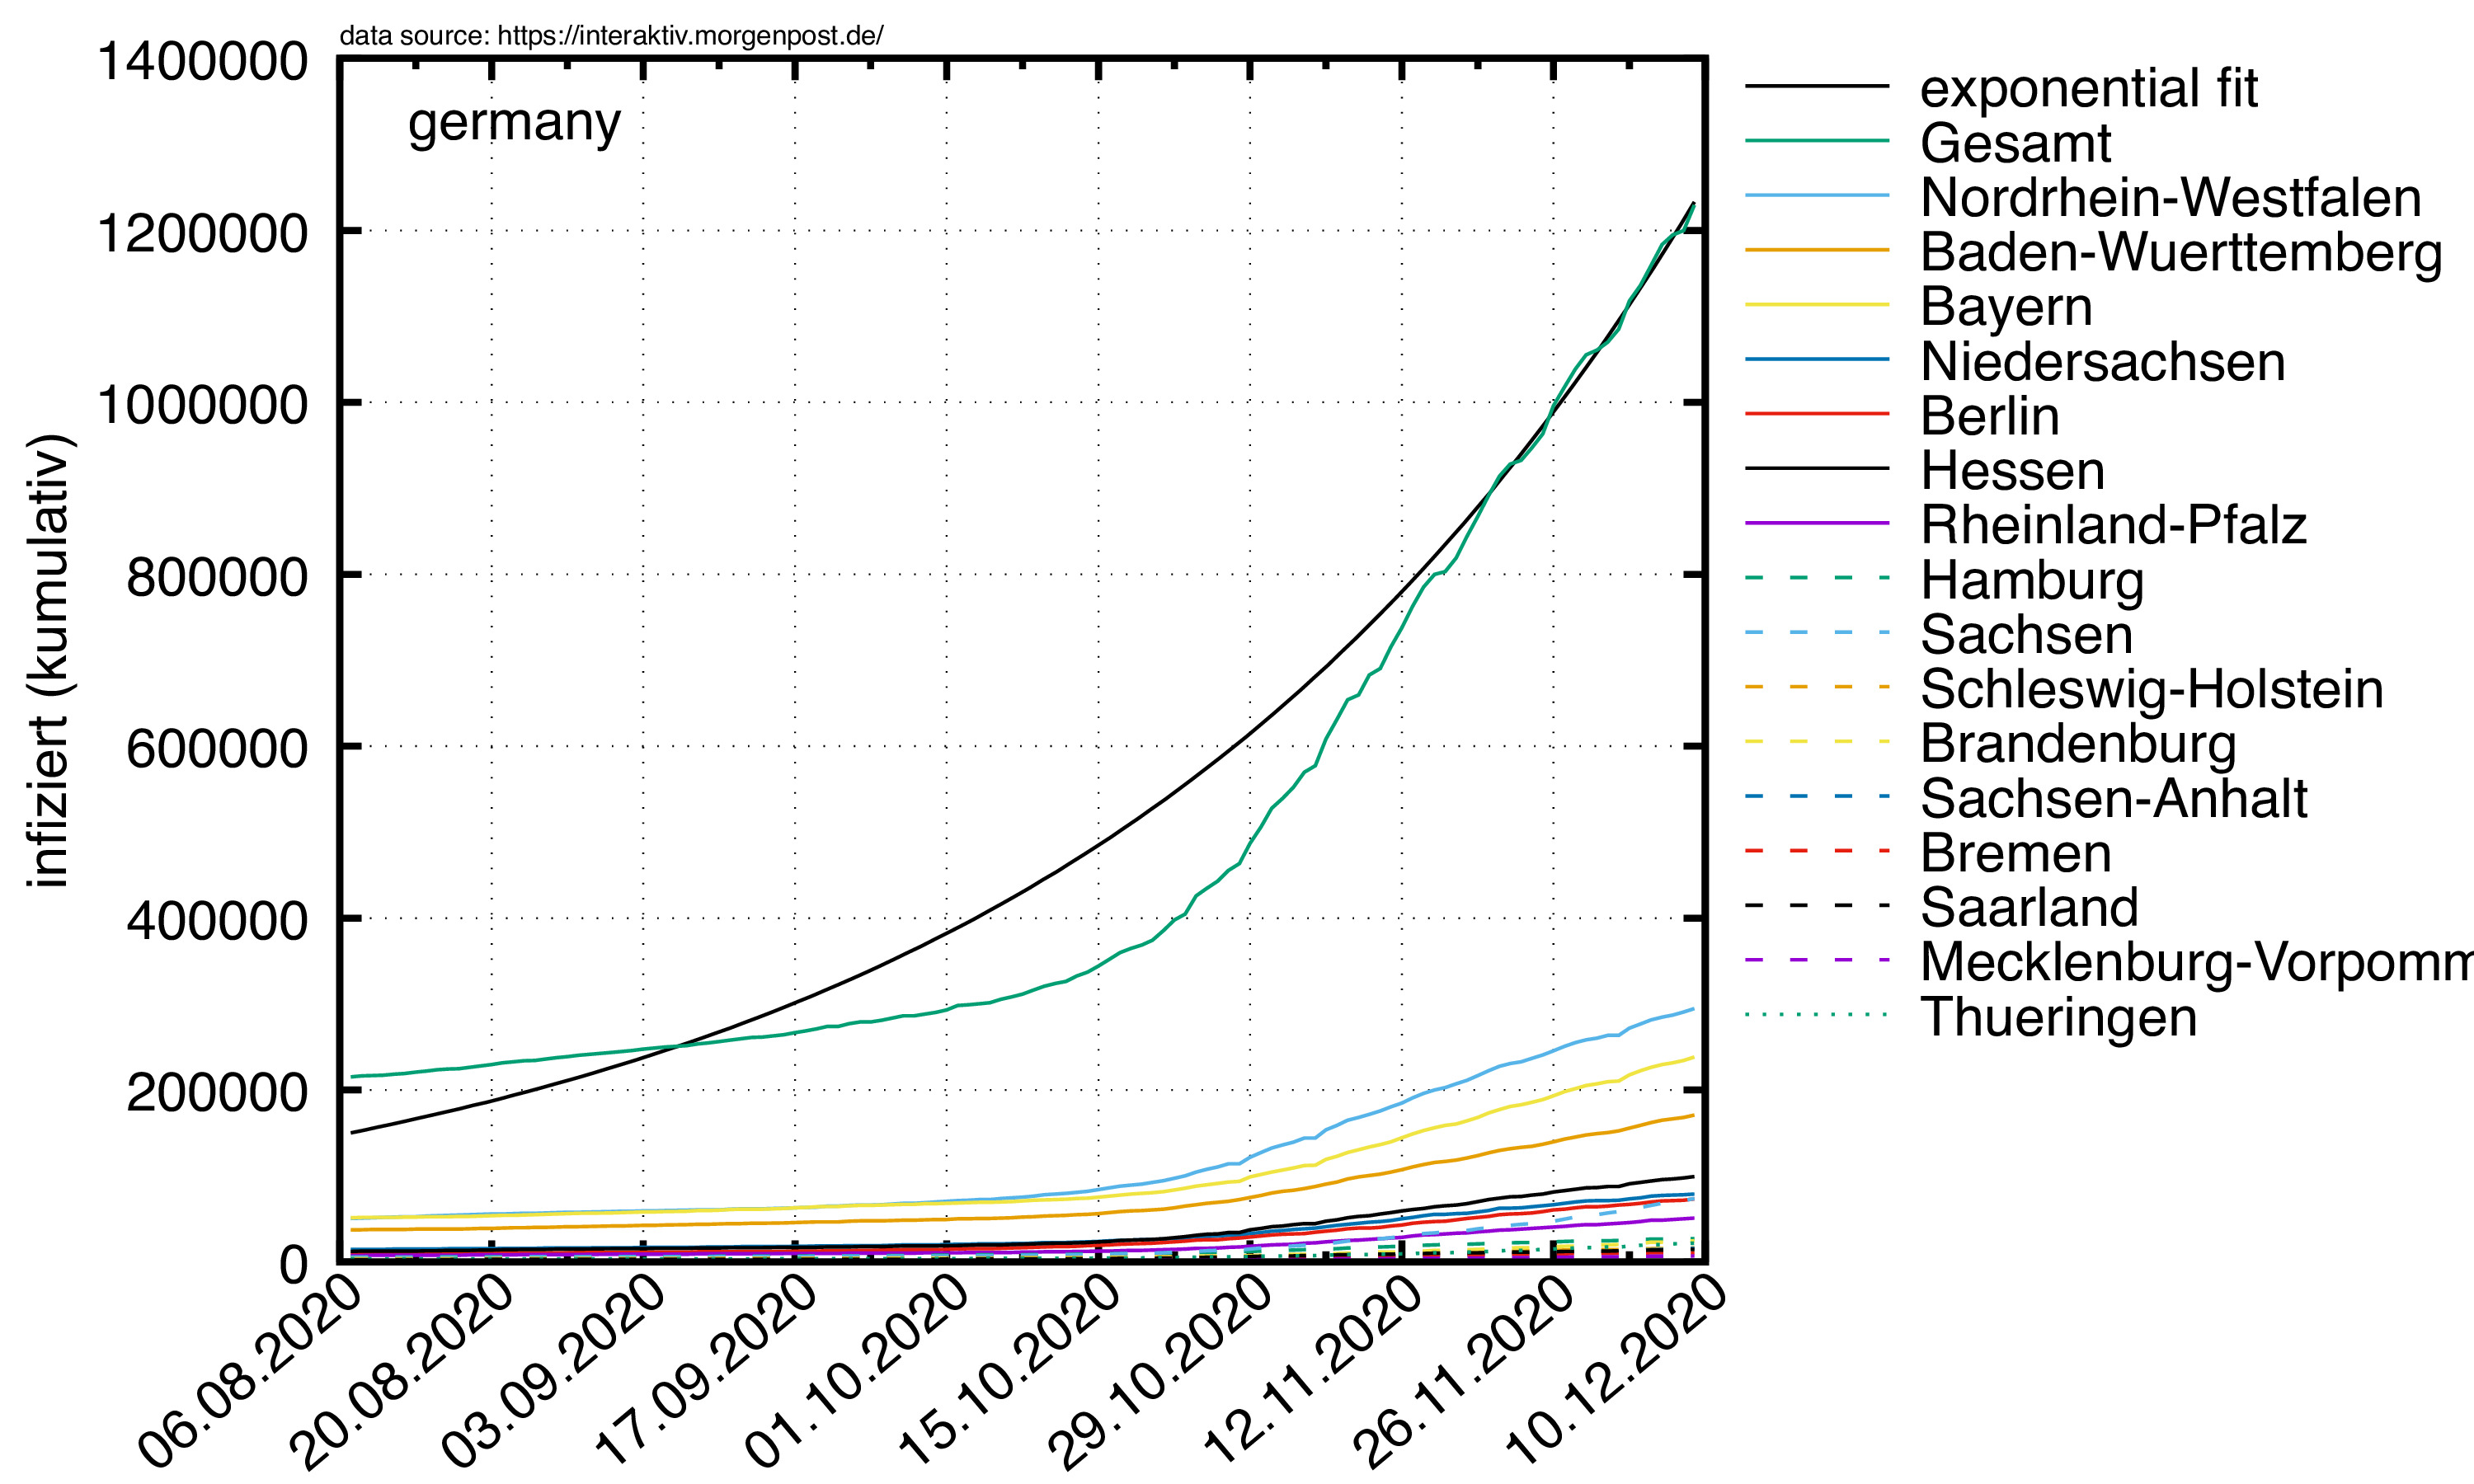 data source: https://interaktiv.morgenpost.de/
germany
infiziert (kumulativ)
1400000
1200000
1000000
800000
600000
400000
200000
0
06.08.2020
20.08.2020
03.09.2020
17.09.2020
01.10.2020
15.10.2020
29.10.2020
12.11.2020
26.11.2020
10.12.2020
exponential fit
Gesamt
Nordrhein-Westfalen
Baden-Wuerttemberg
Bayern
Niedersachsen
Berlin
Hessen
Rheinland-Pfalz
Hamburg
Sachsen
Schleswig-Holstein
Brandenburg
Sachsen-Anhalt
Bremen
Saarland
Mecklenburg-Vorpomm
Thueringen